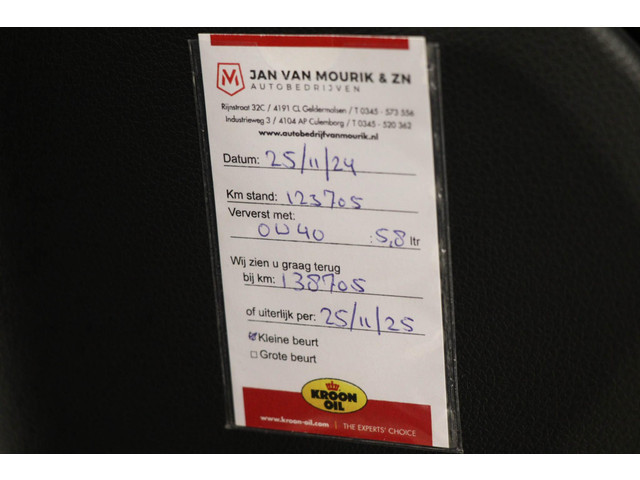 JAN VAN MOURIK & ZN
AUTOBEDRIJVEN
Rijnstraat 32C / 4191 CL Geldermalsen / T 0345 - 573 556
Industrieweg 3 / 4104 AP Culemborg / T 0345 - 520 362
www.autobedrijfvanmourik.nl
Datum: 25/11/24
Km stand: 123705
Ververst met:
0W40 :5,8 ltr
Wij zien u graag terug
bij km: 138705
of uiterlijk per: 25/11/25
Kleine beurt
Grote beurt
KROON
OIL
www.kroon-oil.com | THE EXPERTS' CHOICE